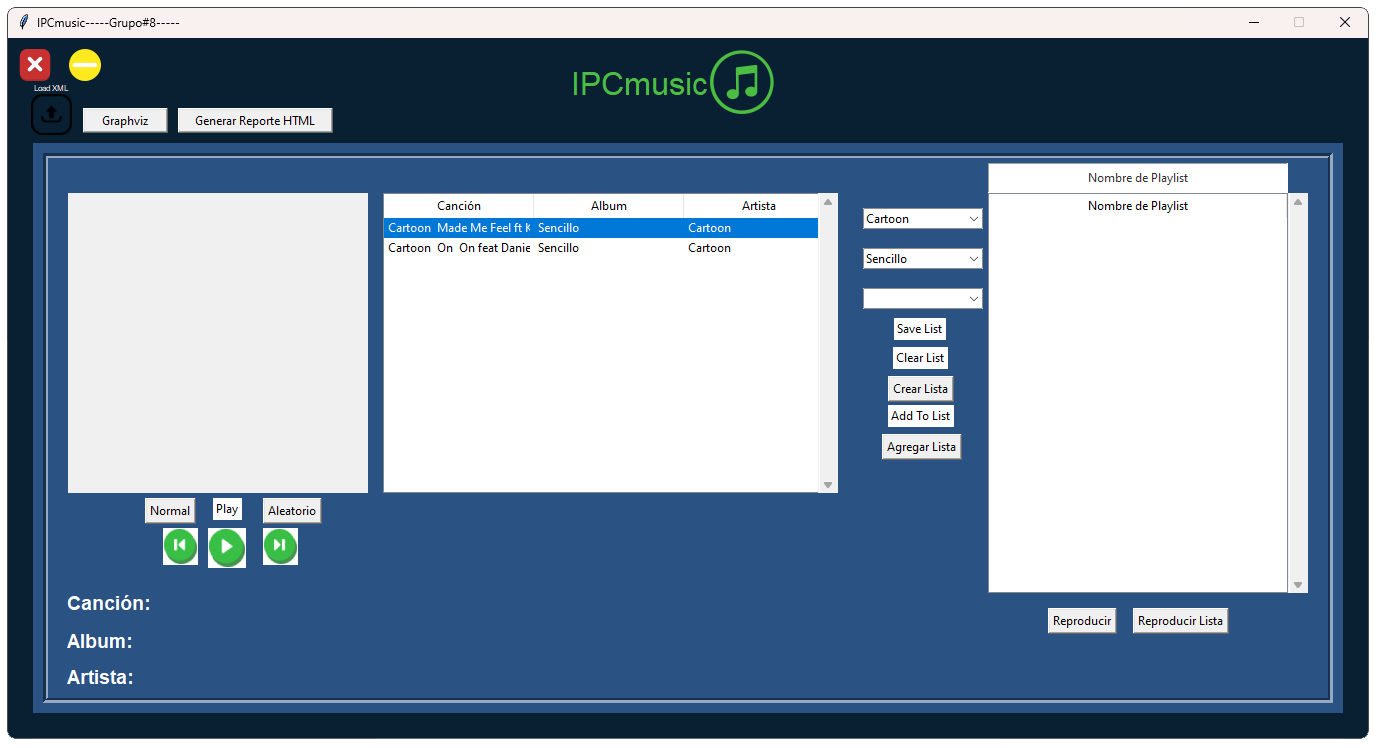 IPCmusic-----Grupo#8-----
IPCmusic
Load XML
Graphviz
Generar Reporte HTML
Nombre de Playlist
Canción Album Artista
Nombre de Playlist
Cartoon Made Me Feel ft K Sencillo Cartoon
Cartoon On On feat Danie Sencillo Cartoon
Cartoon
Sencillo
Save List
Clear List
Crear Lista
Add To List
Agregar Lista
Normal
Play
Aleatorio
Canción:
Album:
Artista:
Reproducir
Reproducir Lista